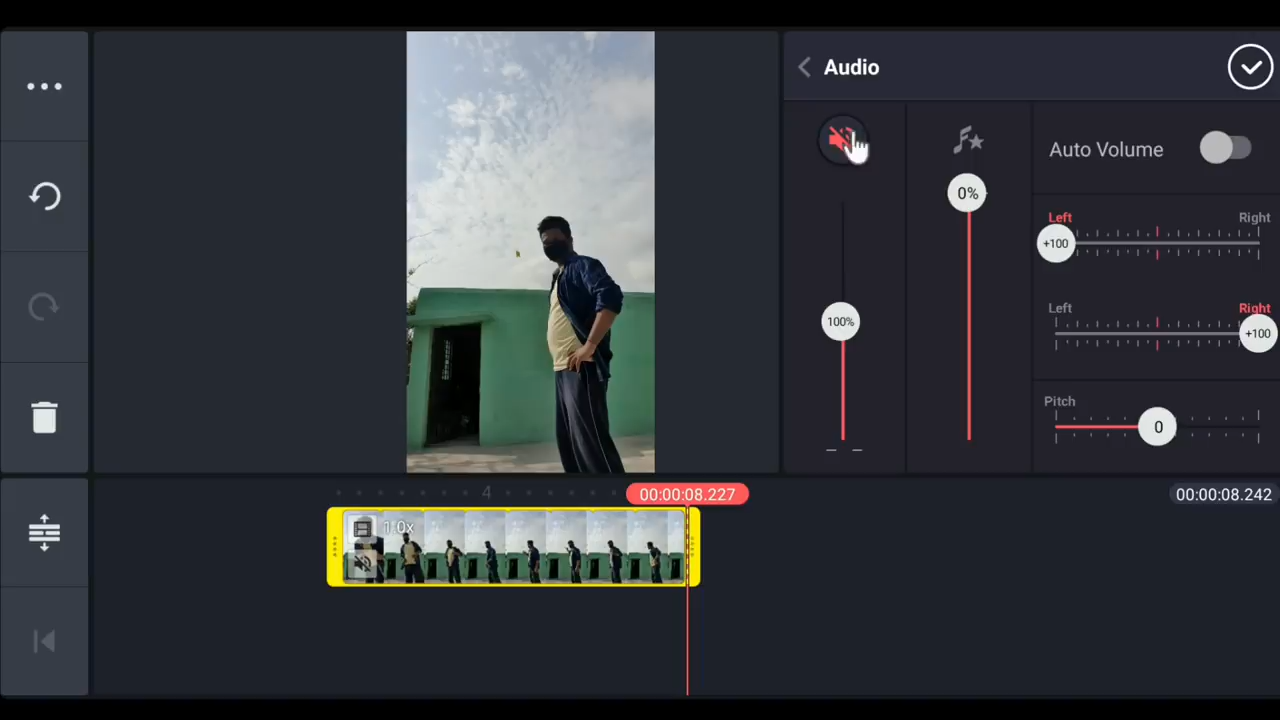 Audio
Auto Volume
0%
Left
Right
+100
100%
Left
Right
+100
Pitch
0
4
00:00:08.227
00:00:08.242
1.0x